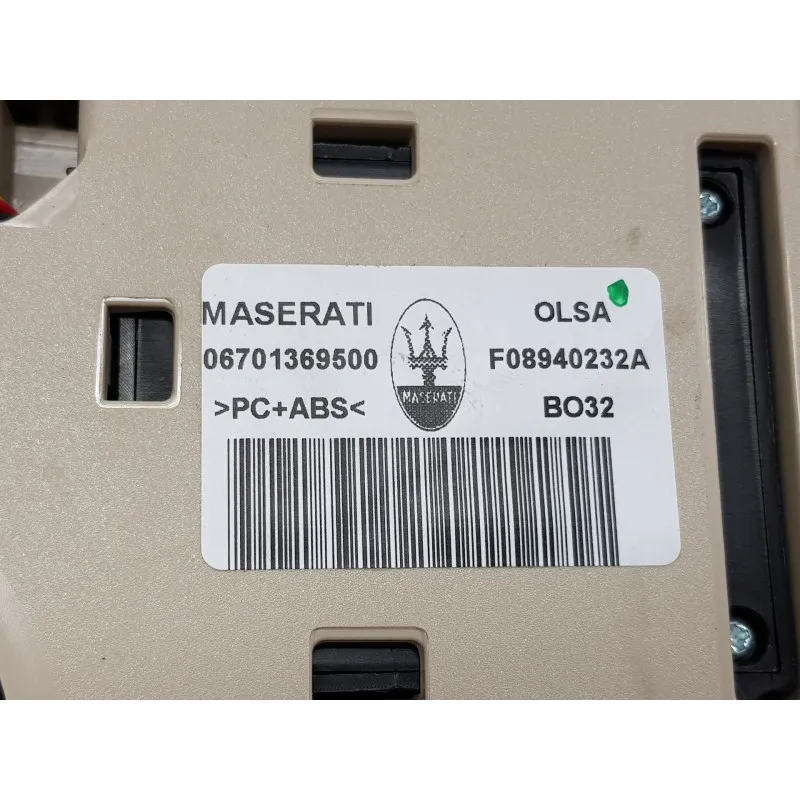 MASERATI
06701369500
>PC+ABS<
MASERATI
OLSA
F08940232A
BO32